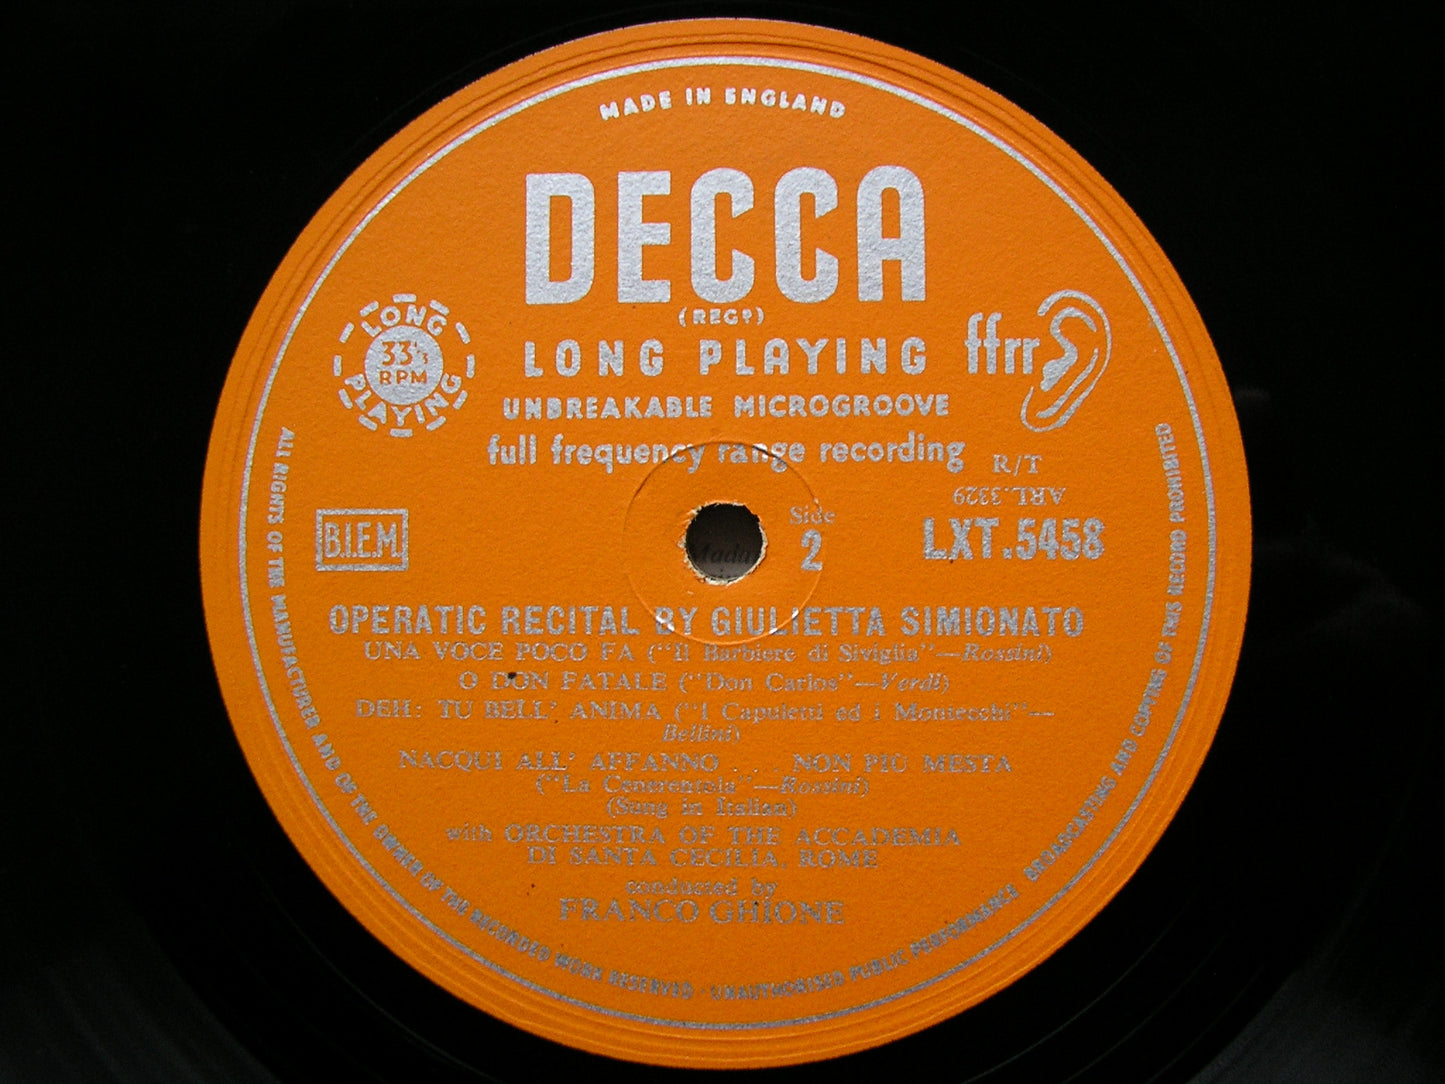 MADE IN ENGLAND
DECCA
(REGD)
LONG PLAYING
33 1/3
RPM
LONG PLAYING
ffrr
UNBREAKABLE MICROGROOVE
full frequency range recording
R/T
ARL.3329
B.I.E.M.
Side
2
LXT.5458
OPERATIC RECITAL BY GIULIETTA SIMIONATO
UNA VOCE POCO FA ("Il Barbiere di Siviglia"—Rossini)
O DON FATALE ("Don Carlos"—Verdi)
DEH: TU BELL' ANIMA ("I Capuletti ed i Montecchi"—
Bellini)
NACQUI ALL' AFFANNO . . . NON PIU MESTA
("La Cenerentola"—Rossini)
(Sung in Italian)
with ORCHESTRA OF THE ACCADEMIA
DI SANTA CECILIA, ROME
conducted by
FRANCO GHIONE
ALL RIGHTS OF THE MANUFACTURER AND OF THE OWNER OF THE RECORDED WORK RESERVED · UNAUTHORISED PUBLIC PERFORMANCE BROADCASTING AND COPYING OF THIS RECORD PROHIBITED